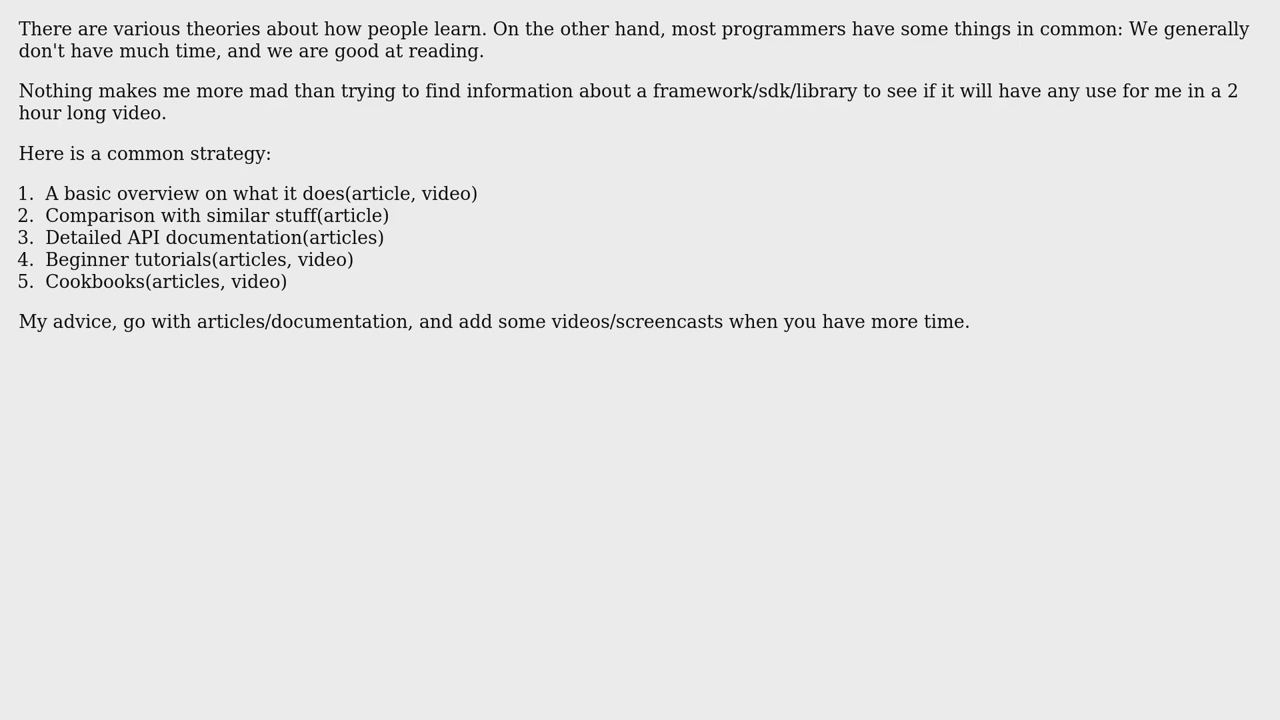 There are various theories about how people learn. On the other hand, most programmers have some things in common: We generally
don't have much time, and we are good at reading.
Nothing makes me more mad than trying to find information about a framework/sdk/library to see if it will have any use for me in a 2
hour long video.
Here is a common strategy:
1. A basic overview on what it does(article, video)
2. Comparison with similar stuff(article)
3. Detailed API documentation(articles)
4. Beginner tutorials(articles, video)
5. Cookbooks(articles, video)
My advice, go with articles/documentation, and add some videos/screencasts when you have more time.